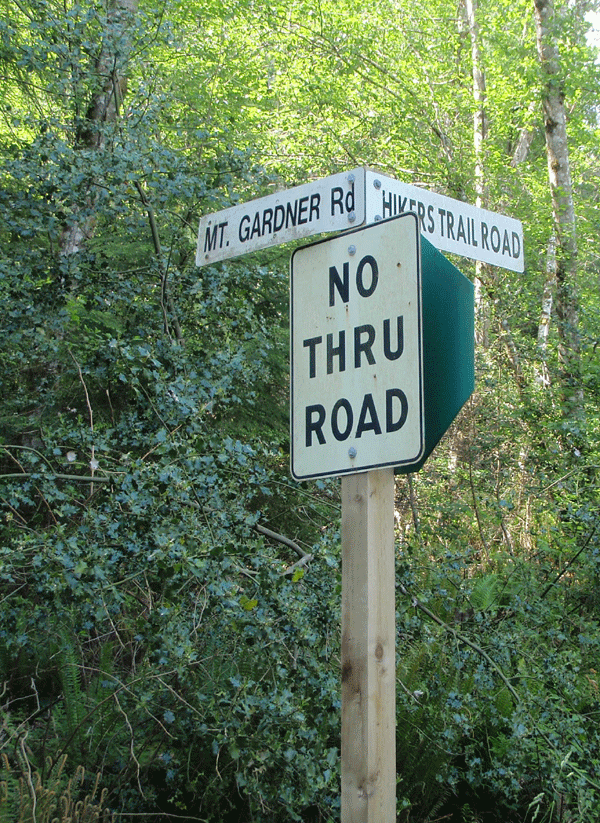 MT. GARDNER Rd
HIKERS TRAIL ROAD
NO
THRU
ROAD